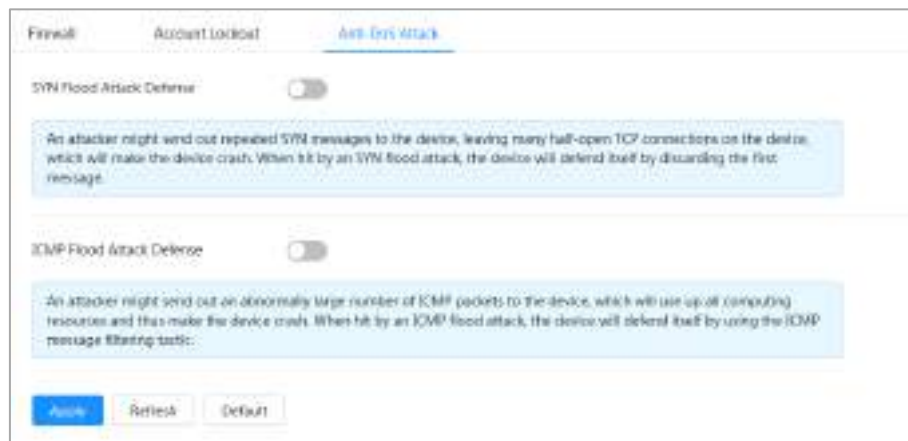 Firewall Account Lockout Anti-DoS Attack
SYN Flood Attack Defense
An attacker might send out repeated SYN messages to the device, leaving many half-open TCP connections on the device,
which will make the device crash. When hit by an SYN flood attack, the device will defend itself by discarding the first
message.
ICMP Flood Attack Defense
An attacker might send out an abnormally large number of ICMP packets to the device, which will use up all computing
resources and thus make the device crash. When hit by an ICMP flood attack, the device will defend itself by using the ICMP
message filtering tactic.
Apply Refresh Default